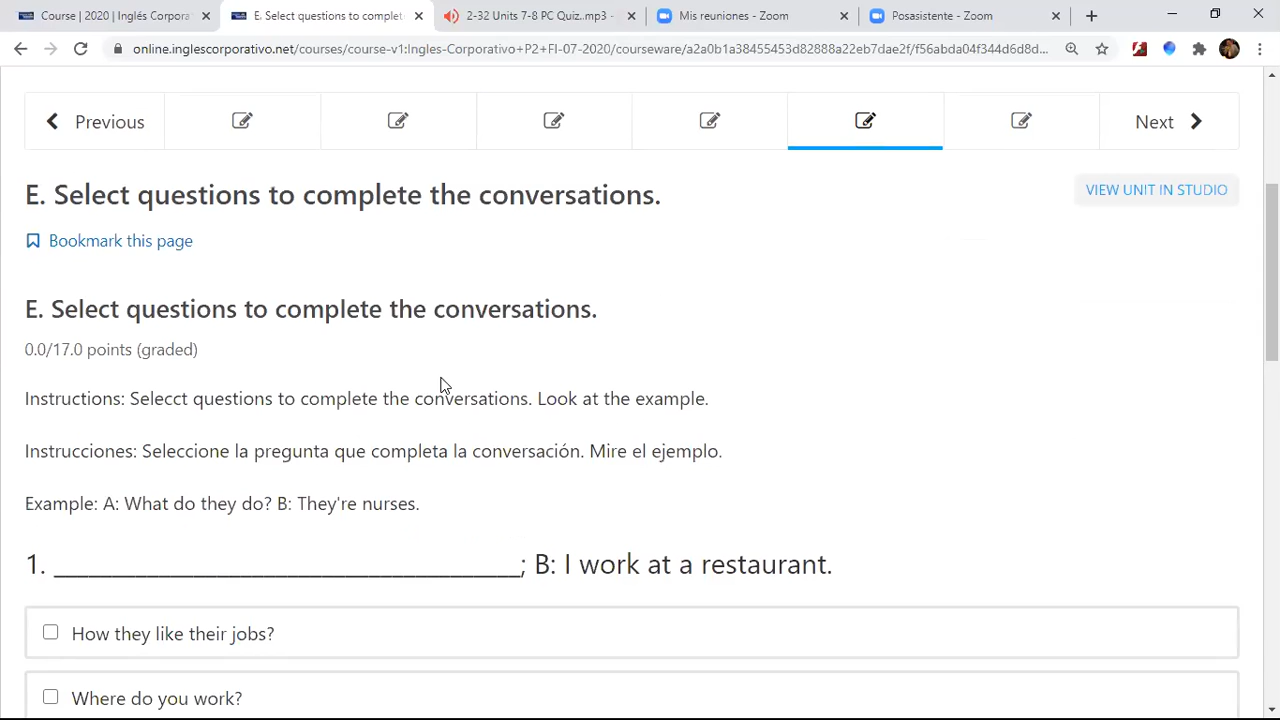 Course | 2020 | Inglés Corpora
E. Select questions to complet
2-32 Units 7-8 PC Quiz..mp3 -
Mis reuniones - Zoom
Posasistente - Zoom
online.inglescorporativo.net/courses/course-v1:Ingles-Corporativo+P2+FI-07-2020/courseware/a2a0b1a38455453d82888a22eb7dae2f/f56abda04f344d6d8d...
Previous
Next
E. Select questions to complete the conversations.
VIEW UNIT IN STUDIO
Bookmark this page
E. Select questions to complete the conversations.
0.0/17.0 points (graded)
Instructions: Selecct questions to complete the conversations. Look at the example.
Instrucciones: Seleccione la pregunta que completa la conversación. Mire el ejemplo.
Example: A: What do they do? B: They're nurses.
1. ________________________________________; B: I work at a restaurant.
How they like their jobs?
Where do you work?